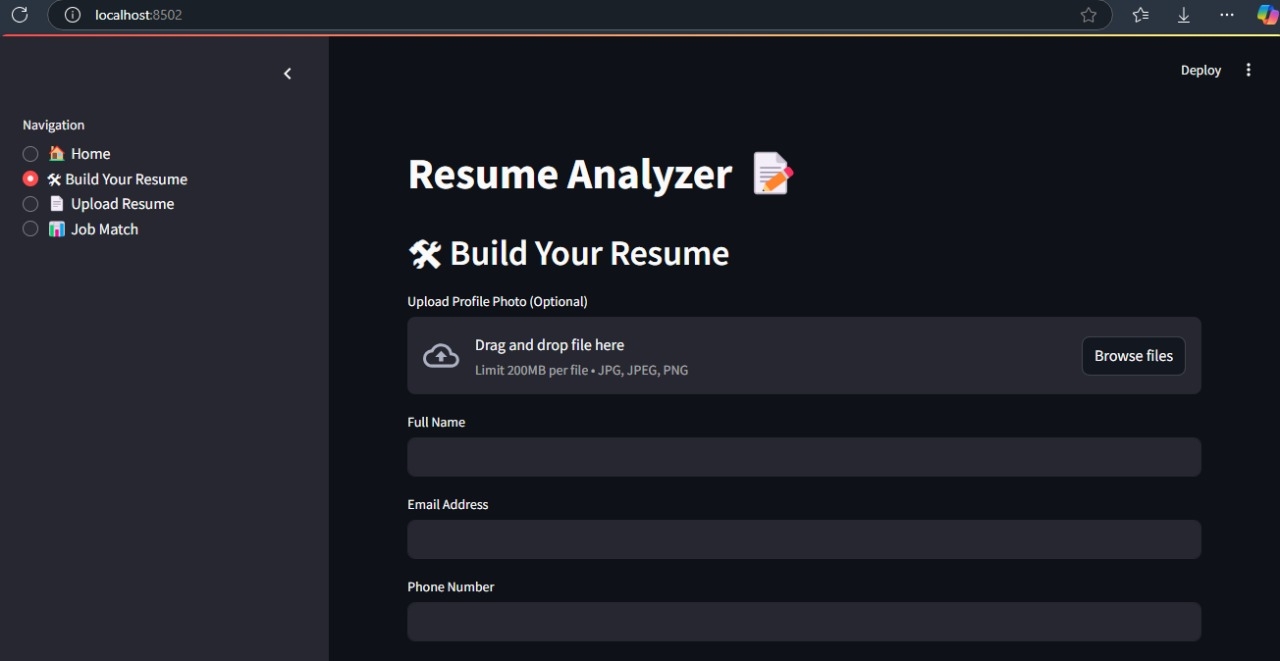 localhost:8502
Deploy
Navigation
Home
Build Your Resume
Upload Resume
Job Match
Resume Analyzer
Build Your Resume
Upload Profile Photo (Optional)
Drag and drop file here
Limit 200MB per file • JPG, JPEG, PNG
Browse files
Full Name
Email Address
Phone Number